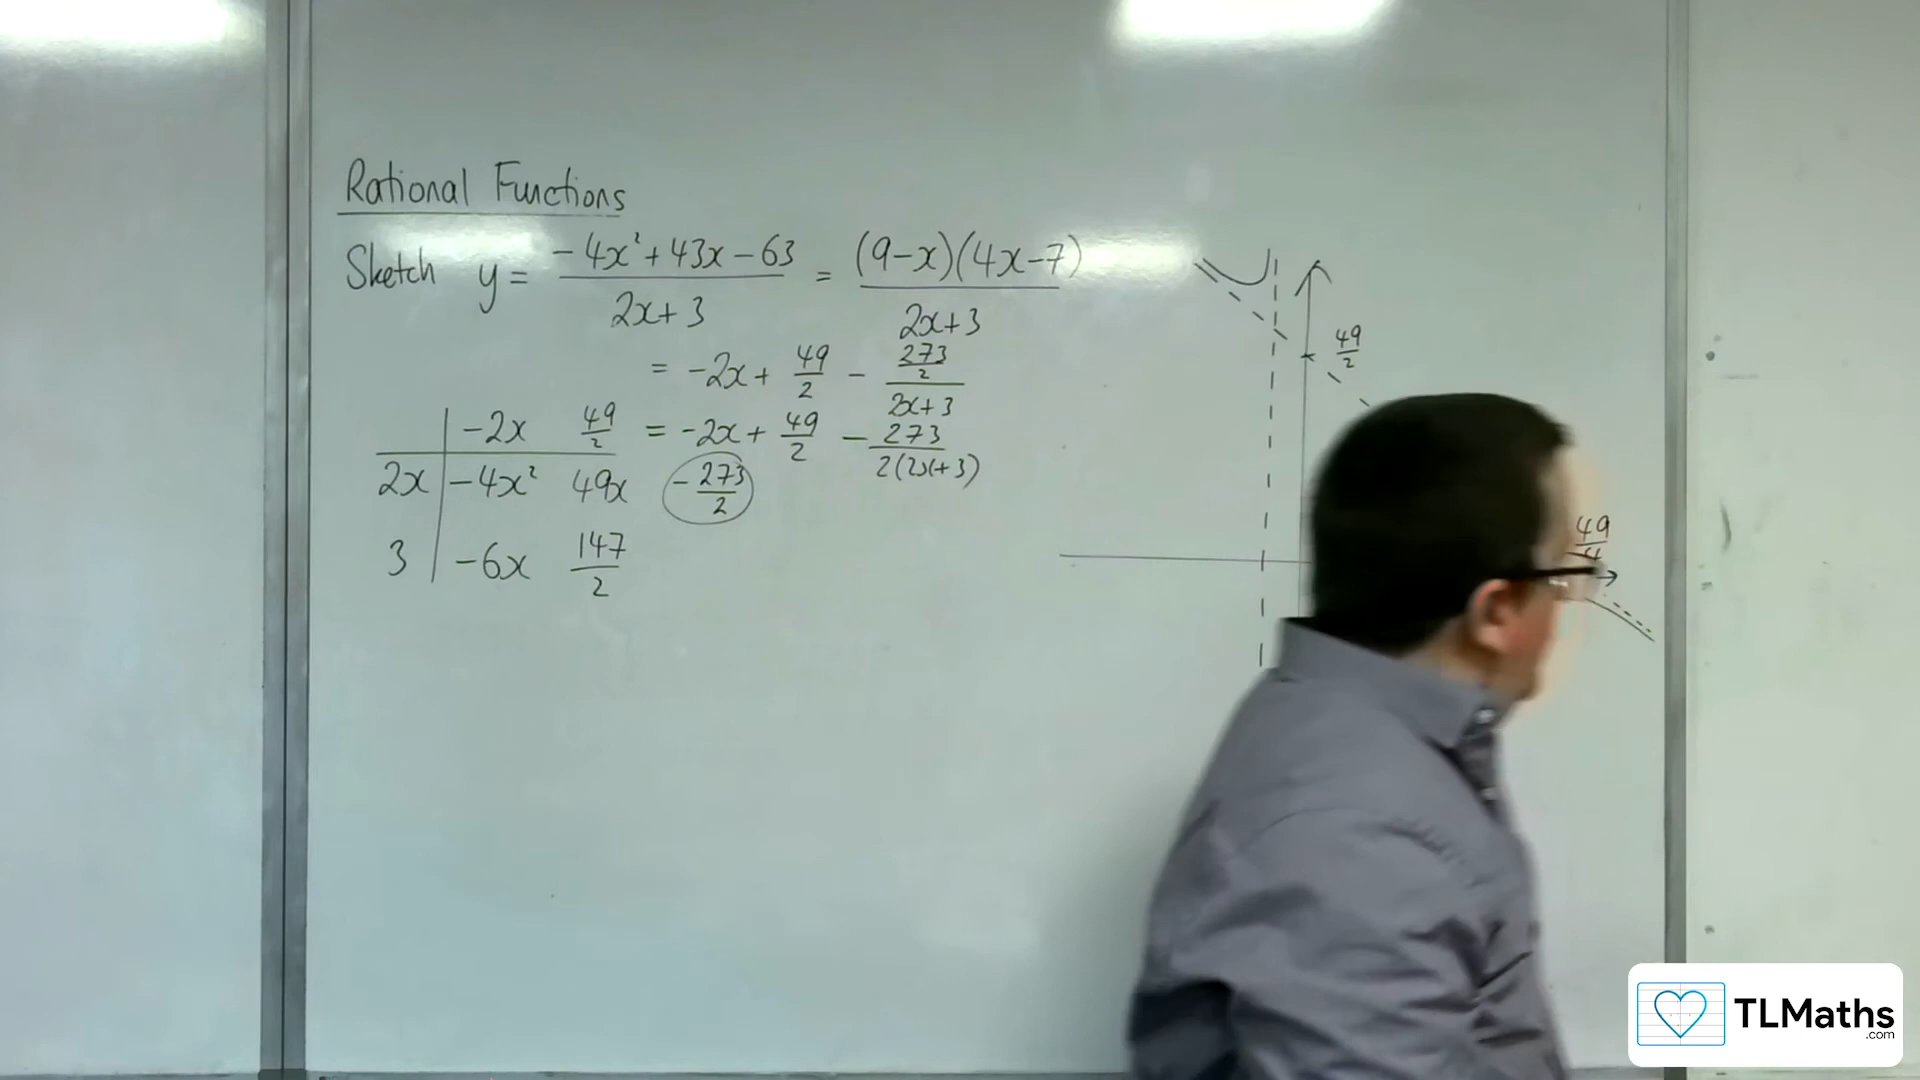 Rational Functions
Sketch y = (-4x² + 43x - 63)/(2x + 3) = ((9-x)(4x-7))/(2x+3)
= -2x + 49/2 - (273/2)/(2x+3)
-2x 49/2 = -2x + 49/2 - 273/(2(2x+3))
2x -4x² 49x -273/2
3 -6x 147/2
49/2
49/4
TLMaths
.com